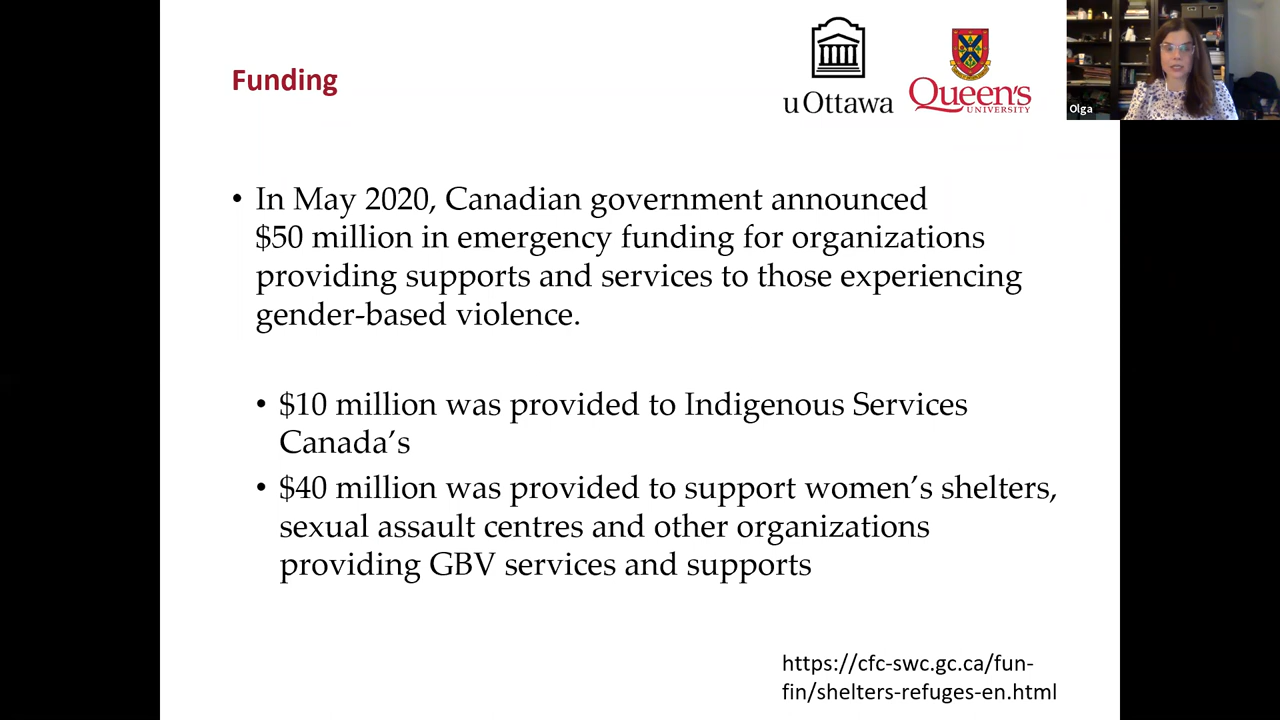 Funding
uOttawa
Queen's
UNIVERSITY
Olga
• In May 2020, Canadian government announced
$50 million in emergency funding for organizations
providing supports and services to those experiencing
gender-based violence.
• $10 million was provided to Indigenous Services
Canada’s
• $40 million was provided to support women’s shelters,
sexual assault centres and other organizations
providing GBV services and supports
https://cfc-swc.gc.ca/fun-
fin/shelters-refuges-en.html